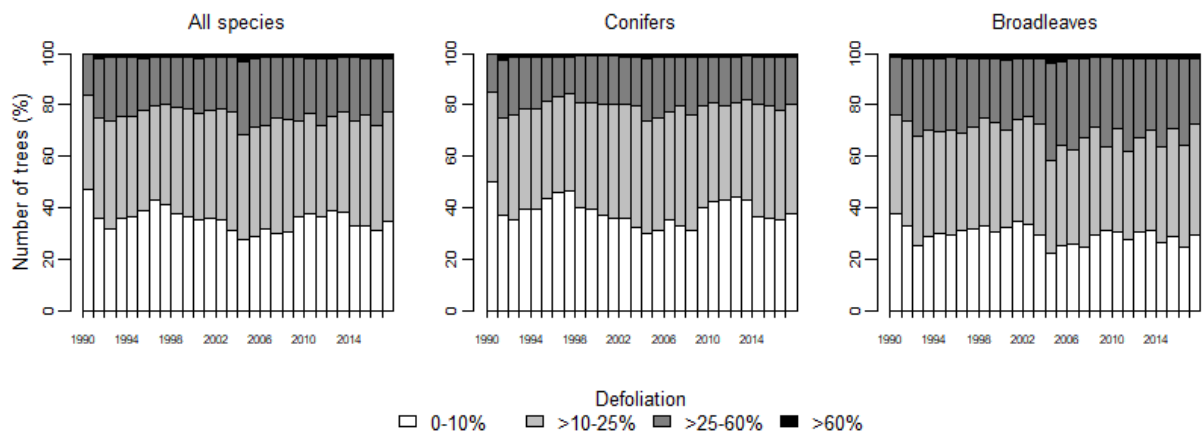 All species
Conifers
Broadleaves
Number of trees (%)
0 20 40 60 80 100
0 20 40 60 80 100
0 20 40 60 80 100
1990 1994 1998 2002 2006 2010 2014
1990 1994 1998 2002 2006 2010 2014
1990 1994 1998 2002 2006 2010 2014
Defoliation
0-10% >10-25% >25-60% >60%